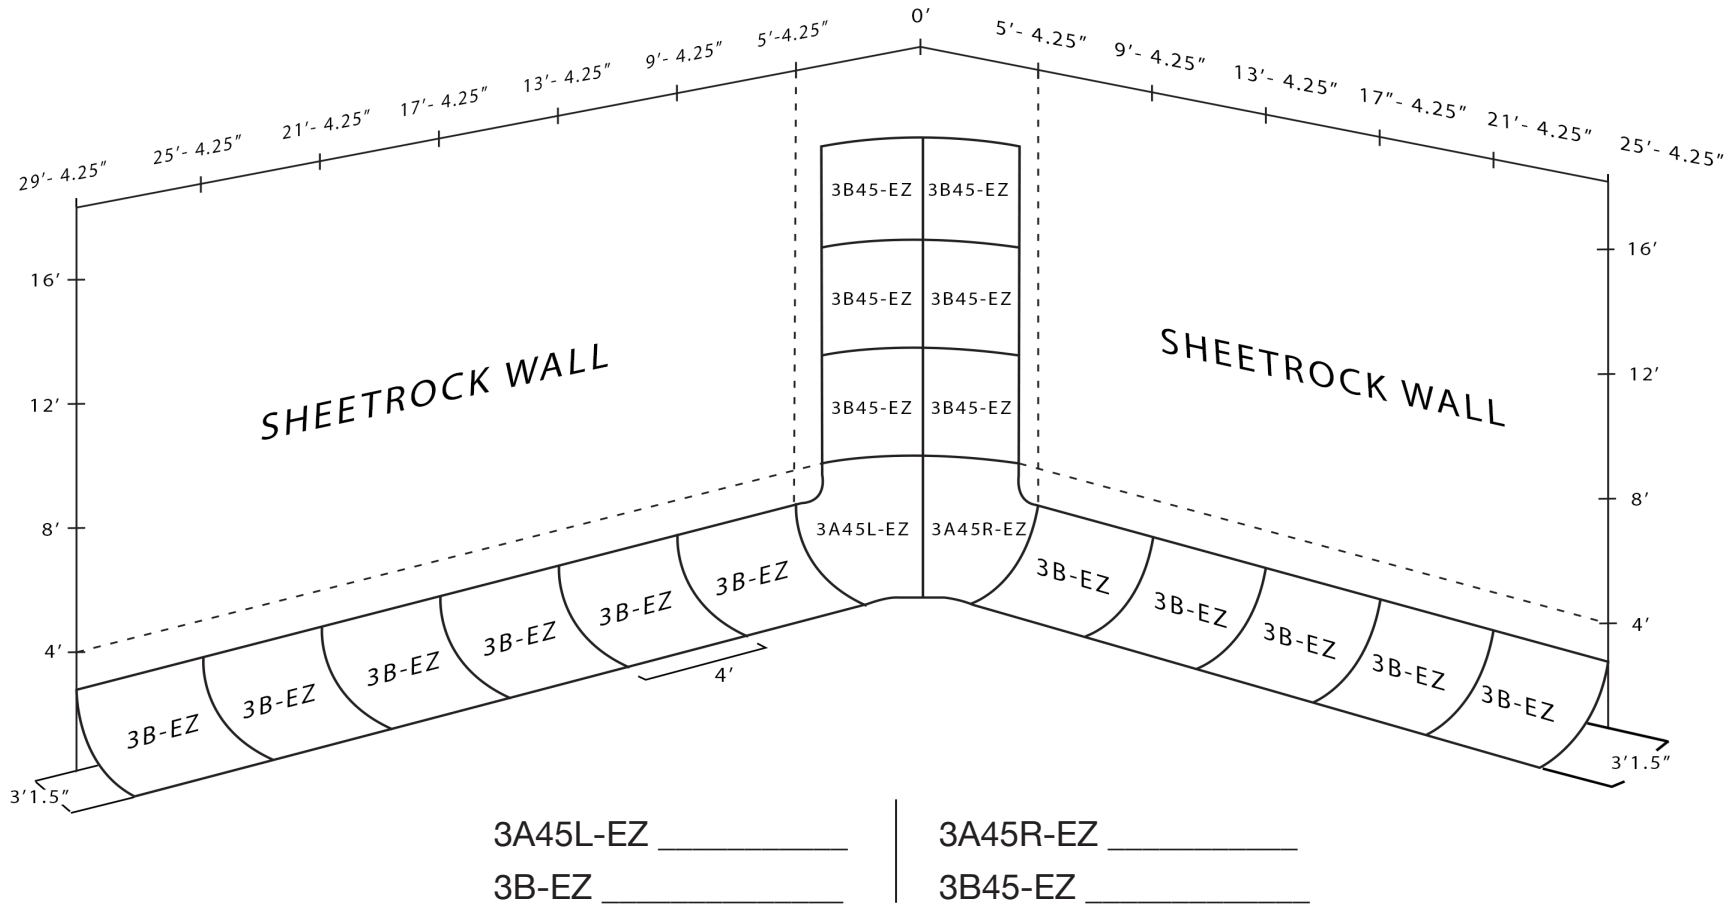 0′
5′-4.25″
5′- 4.25″
9′- 4.25″
9′- 4.25″
13′- 4.25″
13′- 4.25″
17′- 4.25″
17″- 4.25″
21′- 4.25″
21′- 4.25″
25′- 4.25″
25′- 4.25″
29′- 4.25″
3B45-EZ 3B45-EZ
16′
16′
3B45-EZ 3B45-EZ
SHEETROCK WALL
SHEETROCK WALL
12′
12′
3B45-EZ 3B45-EZ
8′
8′
3A45L-EZ 3A45R-EZ
3B-EZ
3B-EZ
3B-EZ
3B-EZ
3B-EZ
3B-EZ
3B-EZ
3B-EZ
3B-EZ
3B-EZ
3B-EZ
4′
4′
4′
3′1.5″
3′1.5″
3A45L-EZ ___________
3A45R-EZ ___________
3B-EZ ______________
3B45-EZ _____________